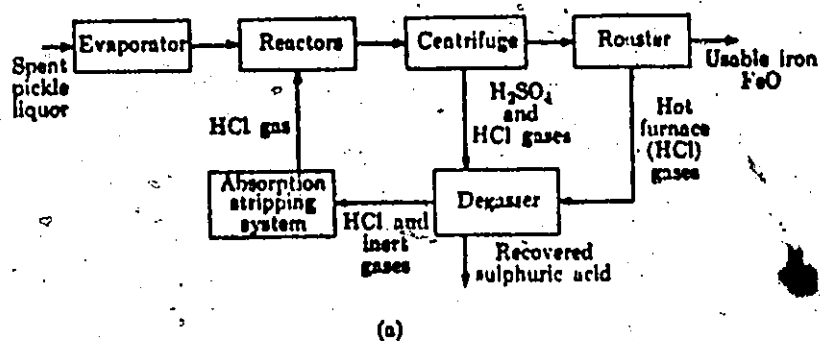 Evaporator
Reactors
Centrifuge
Roaster
Spent
pickle
liquor
Usable iron
FeO
HCl gas
H₂SO₄
and
HCl gases
Hot
furnace
(HCl)
gases
Absorption
stripping
system
HCl and
inert
gases
Degasser
Recovered
sulphuric acid
(a)